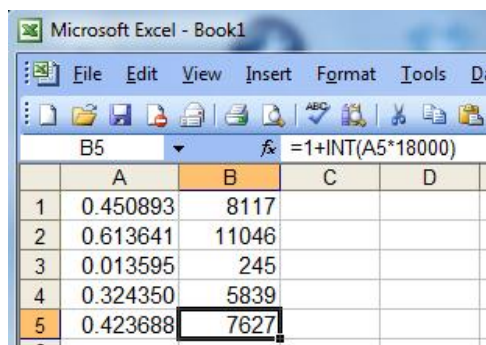 Microsoft Excel - Book1
File Edit View Insert Format Tools
ABC
B5 fx =1+INT(A5*18000)
A B C D
1 0.450893 8117
2 0.613641 11046
3 0.013595 245
4 0.324350 5839
5 0.423688 7627